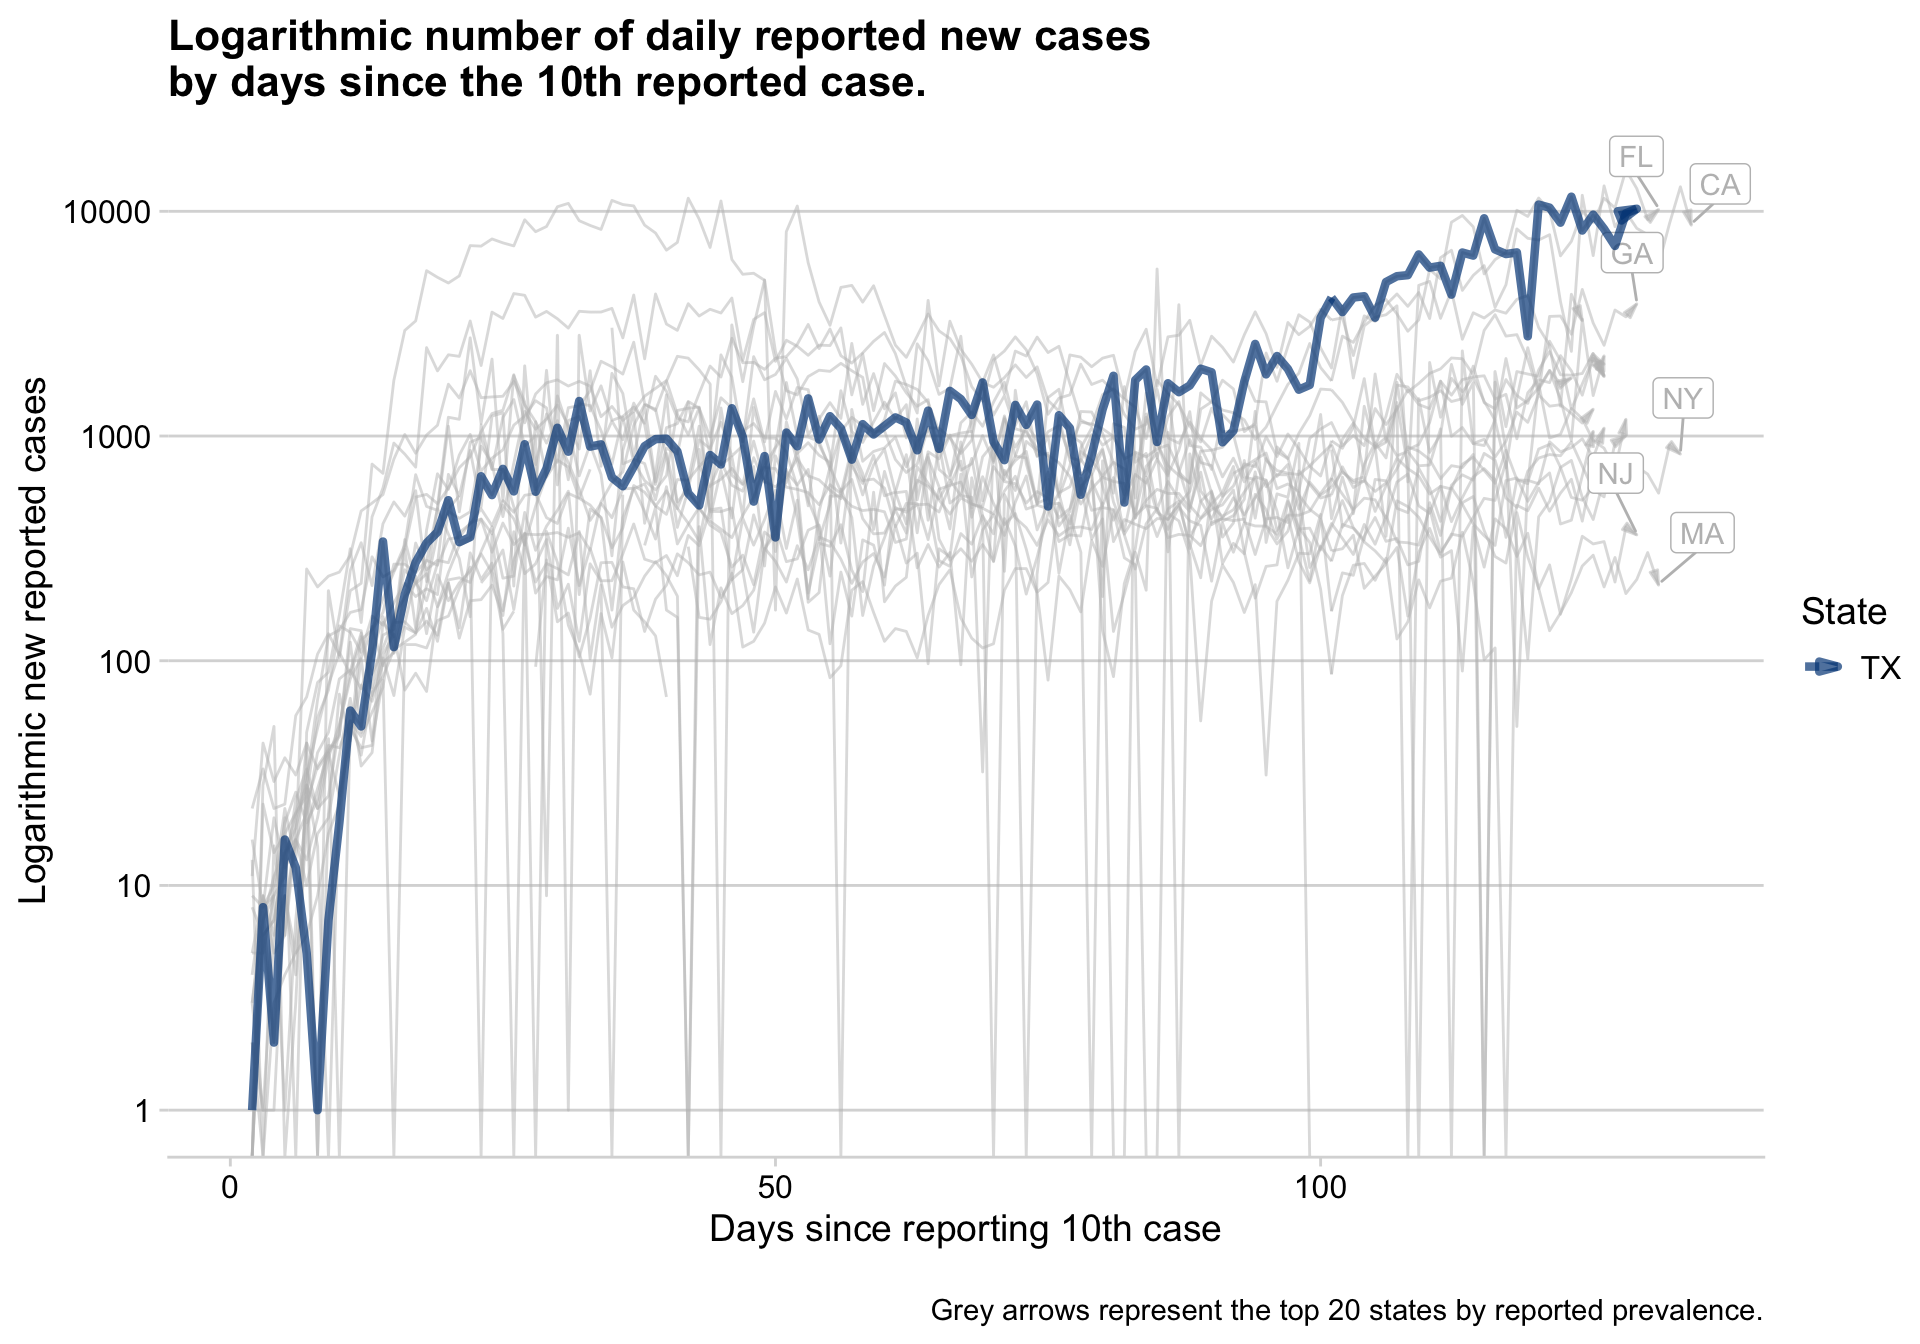 Logarithmic number of daily reported new cases
by days since the 10th reported case.
FL
CA
10000
GA
NY
1000
NJ
MA
State
TX
100
10
1
Logarithmic new reported cases
0
50
100
Days since reporting 10th case
Grey arrows represent the top 20 states by reported prevalence.